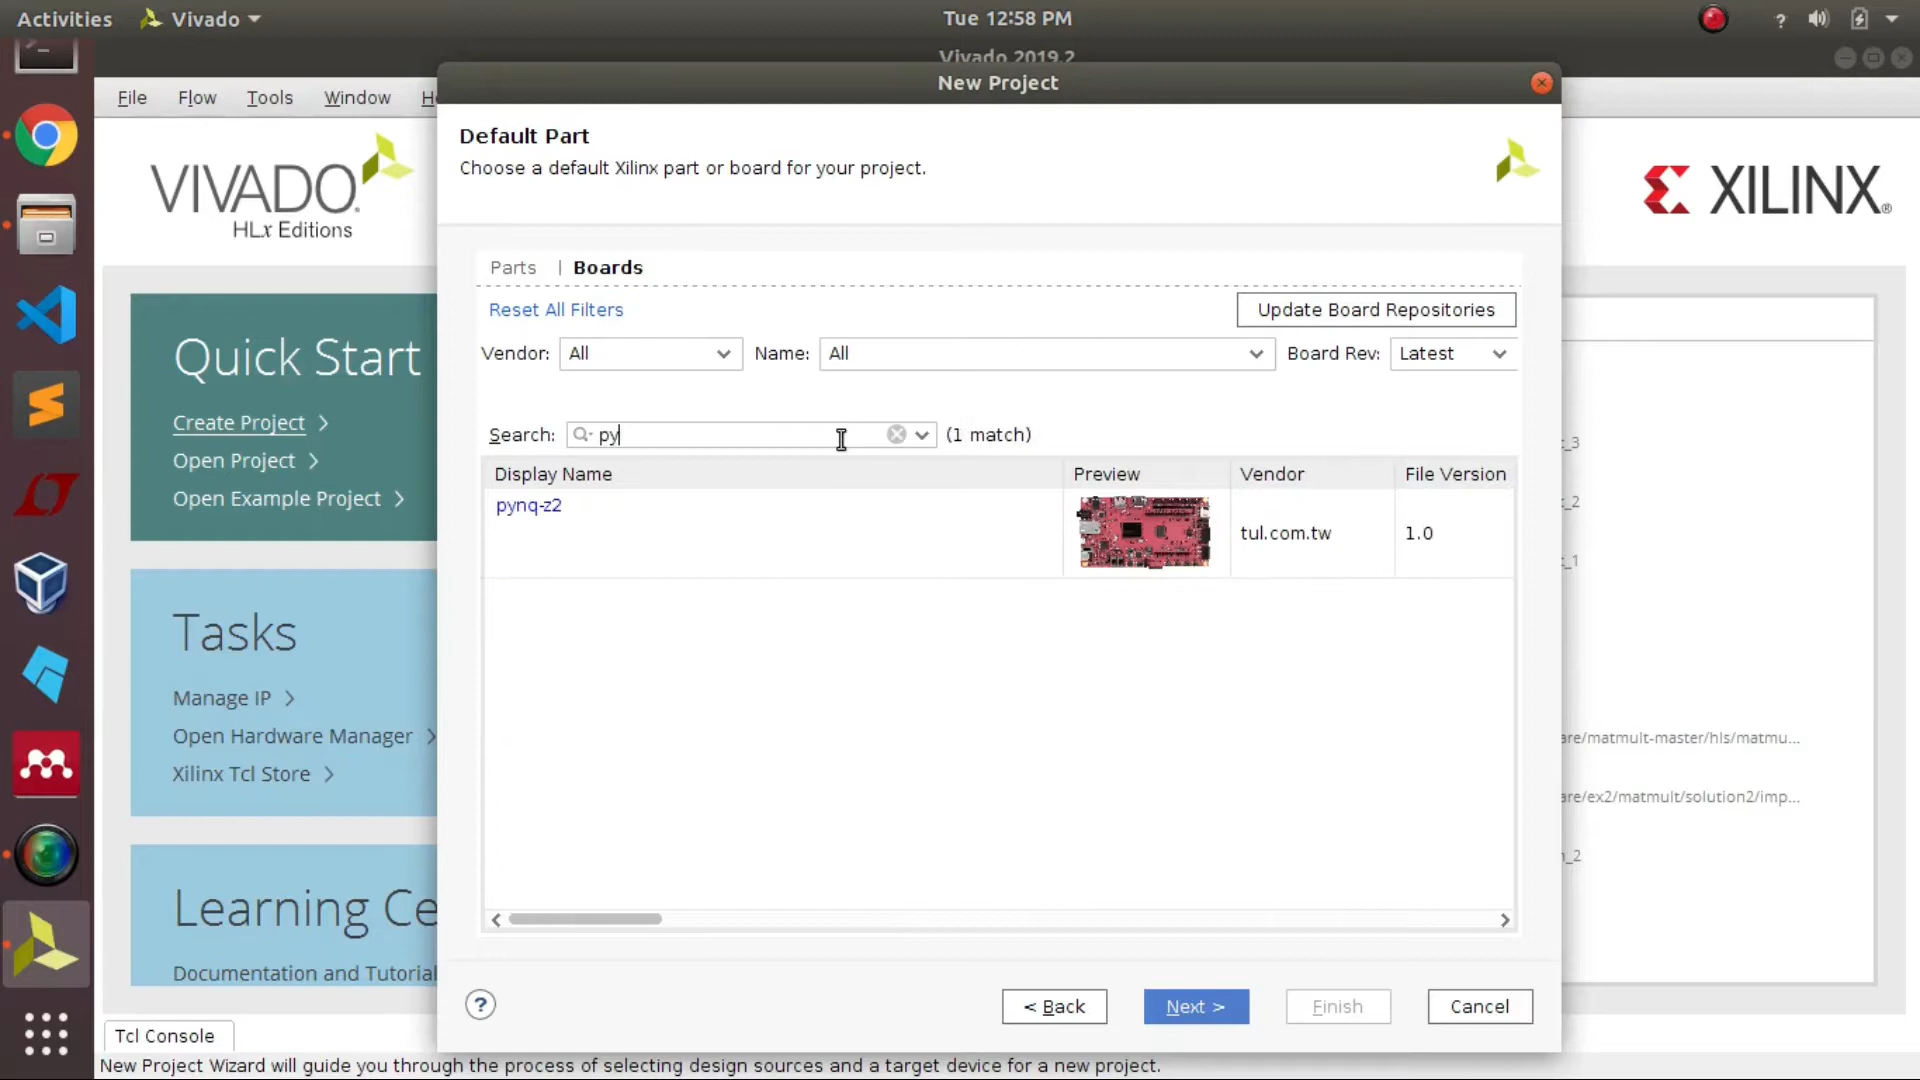 Activities
Vivado
Tue 12:58 PM
?
Vivado 2019.2
New Project
File
Flow
Tools
Window
VIVADO
HLx Editions
XILINX
Default Part
Choose a default Xilinx part or board for your project.
Parts | Boards
Reset All Filters
Update Board Repositories
Vendor: All
Name: All
Board Rev: Latest
Search: py
(1 match)
Display Name
Preview
Vendor
File Version
pynq-z2
tul.com.tw
1.0
Quick Start
Create Project >
Open Project >
Open Example Project >
Tasks
Manage IP >
Open Hardware Manager >
Xilinx Tcl Store >
Learning Ce
Documentation and Tutorial
_3
_2
_1
are/matmult-master/hls/matmu...
are/ex2/matmult/solution2/imp...
_2
?
< Back
Next >
Finish
Cancel
Tcl Console
New Project Wizard will guide you through the process of selecting design sources and a target device for a new project.